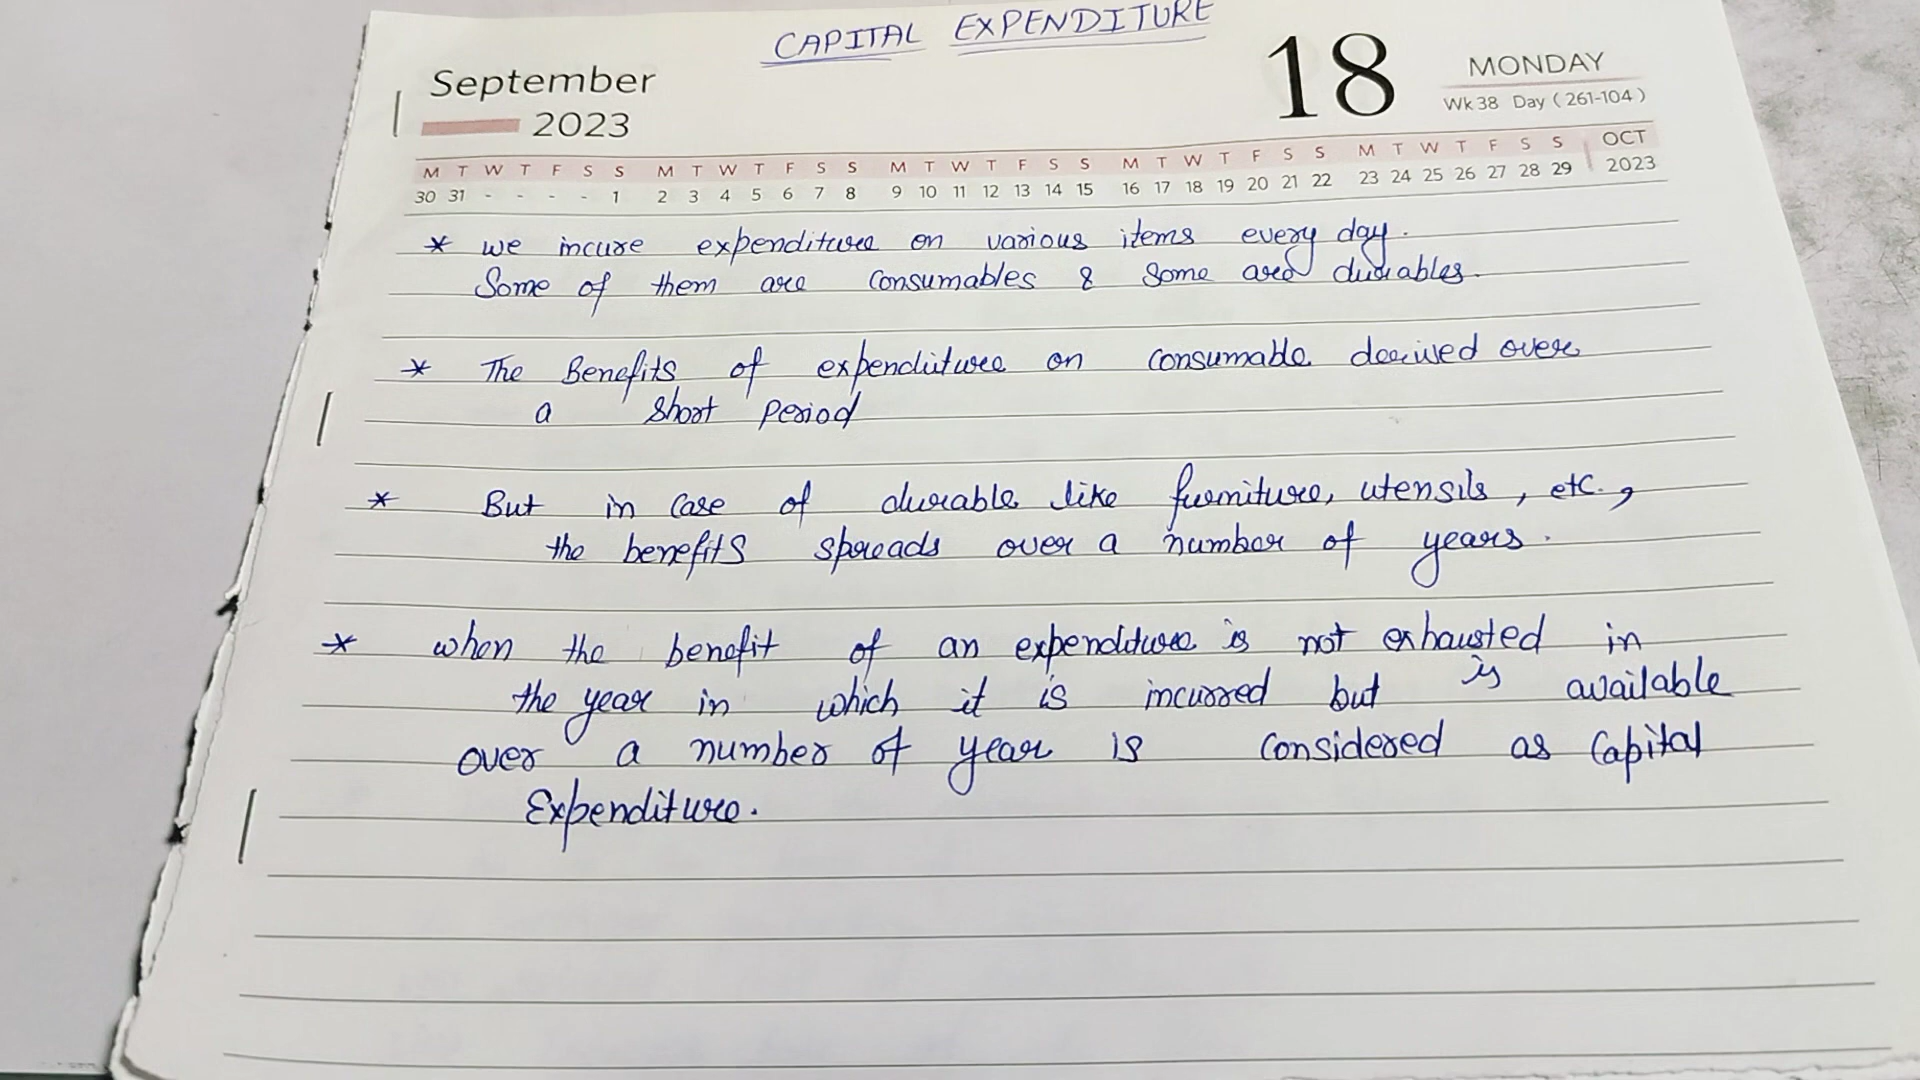 CAPITAL EXPENDITURE
September 18 MONDAY
2023 Wk 38 Day ( 261-104 )
M T W T F S S M T W T F S S M T W T F S S M T W T F S S M T W T F S S OCT
30 31 - - - - 1 2 3 4 5 6 7 8 9 10 11 12 13 14 15 16 17 18 19 20 21 22 23 24 25 26 27 28 29 2023
* we incure expenditure on various items every day.
Some of them are Consumables & Some are durables.
* The Benefits of expenditure on Consumable derived over
a Short Period
* But in Case of durable like furniture, utensils, etc.,
the benefits spreads over a number of years.
* when the benefit of an expenditure is not exhausted in
the year in which it is incurred but is available
over a number of year is Considered as Capital
Expenditure.